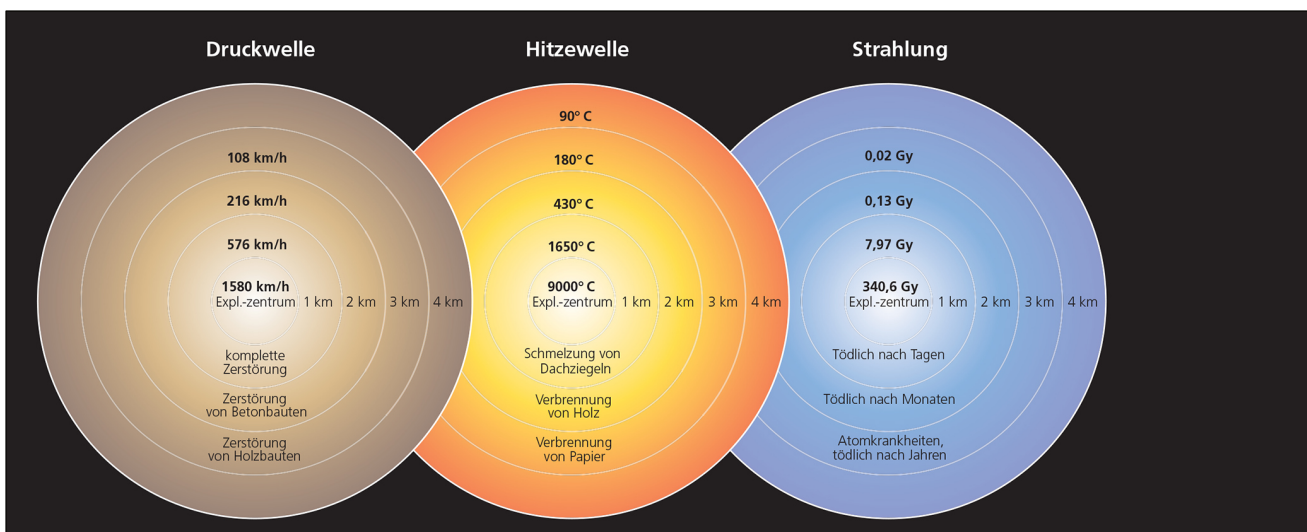 Druckwelle
108 km/h
216 km/h
576 km/h
1580 km/h
Expl.-zentrum 1 km 2 km 3 km 4 km
komplette
Zerstörung
Zerstörung
von Betonbauten
Zerstörung
von Holzbauten
Hitzewelle
90° C
180° C
430° C
1650° C
9000° C
Expl.-zentrum 1 km 2 km 3 km 4 km
Schmelzung von
Dachziegeln
Verbrennung
von Holz
Verbrennung
von Papier
Strahlung
0,02 Gy
0,13 Gy
7,97 Gy
340,6 Gy
Expl.-zentrum 1 km 2 km 3 km 4 km
Tödlich nach Tagen
Tödlich nach Monaten
Atomkrankheiten,
tödlich nach Jahren